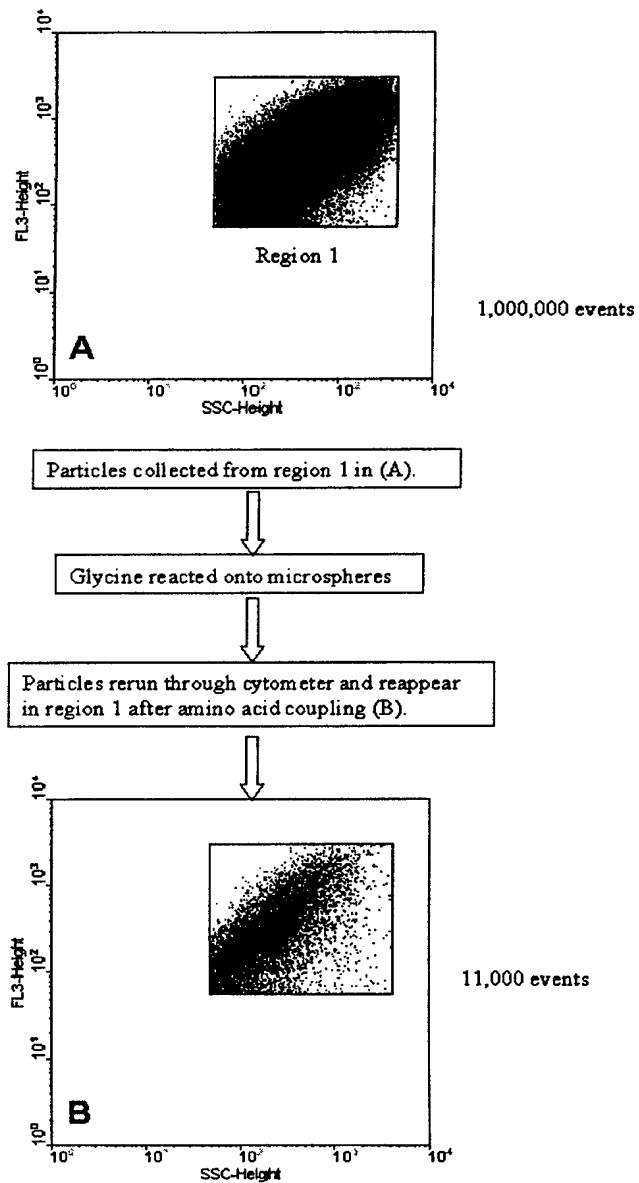 10⁴
10³
10²
10¹
10⁰
FL3-Height
Region 1
1,000,000 events
A
10⁰ 10¹ 10² 10³ 10⁴
SSC-Height
Particles collected from region 1 in (A).
Glycine reacted onto microspheres
Particles rerun through cytometer and reappear
in region 1 after amino acid coupling (B).
10⁴
10³
10²
10¹
10⁰
FL3-Height
11,000 events
B
10⁰ 10¹ 10² 10³ 10⁴
SSC-Height